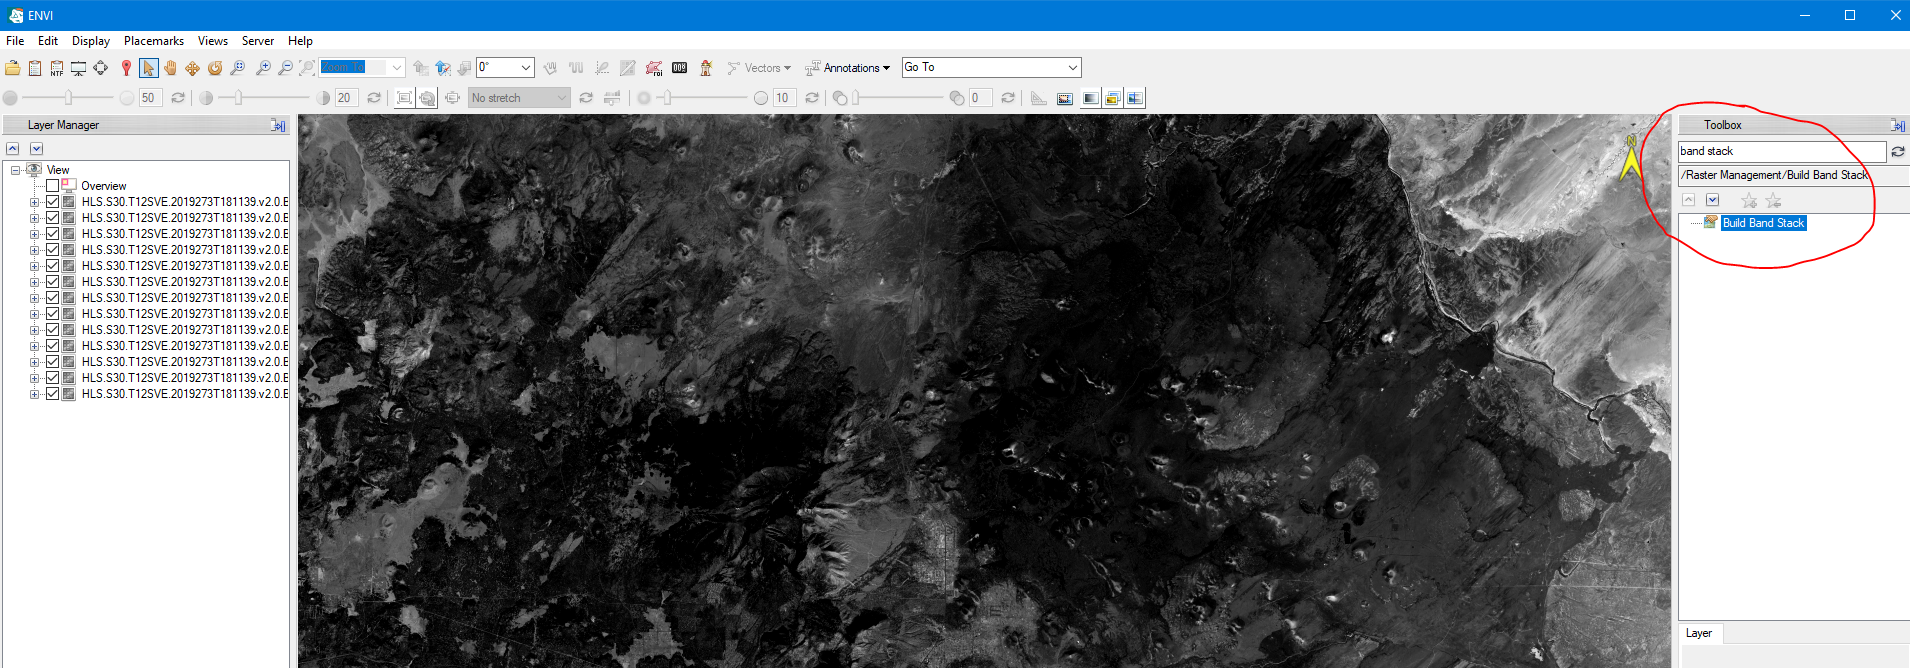 ENVI
File Edit Display Placemarks Views Server Help
NTF Zoom To 0° roi Vectors Annotations Go To
50 20 No stretch 10 0
Layer Manager
View
Overview
HLS.S30.T12SVE.2019273T181139.v2.0.E
HLS.S30.T12SVE.2019273T181139.v2.0.E
HLS.S30.T12SVE.2019273T181139.v2.0.E
HLS.S30.T12SVE.2019273T181139.v2.0.E
HLS.S30.T12SVE.2019273T181139.v2.0.E
HLS.S30.T12SVE.2019273T181139.v2.0.E
HLS.S30.T12SVE.2019273T181139.v2.0.E
HLS.S30.T12SVE.2019273T181139.v2.0.E
HLS.S30.T12SVE.2019273T181139.v2.0.E
HLS.S30.T12SVE.2019273T181139.v2.0.E
HLS.S30.T12SVE.2019273T181139.v2.0.E
HLS.S30.T12SVE.2019273T181139.v2.0.E
HLS.S30.T12SVE.2019273T181139.v2.0.E
N
Toolbox
band stack
/Raster Management/Build Band Stack
Build Band Stack
Layer